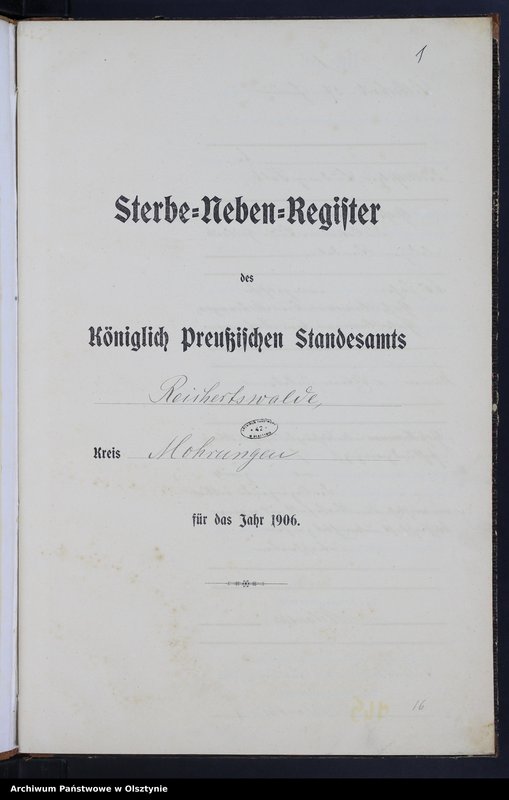 1
Sterbe=Neben=Register
des
Königlich Preußischen Standesamts
Reichertswalde,
47
Kreis Mohrungen
für das Jahr 1906.
16
Archiwum Państwowe w Olsztynie